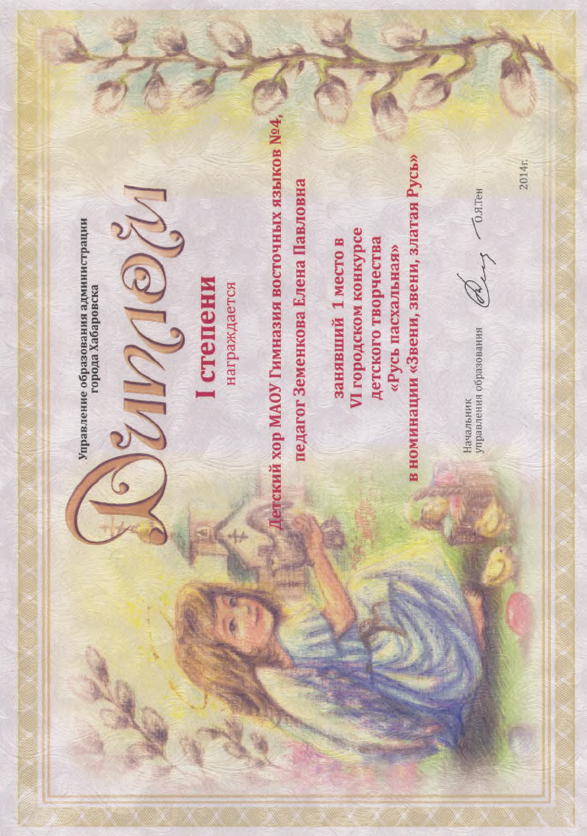 Управление образования администрации
города Хабаровска
Диплом
I степени
награждается
Детский хор МАОУ Гимназия восточных языков №4,
педагог Земенкова Елена Павловна
занявший 1 место в
VI городском конкурсе
детского творчества
«Русь пасхальная»
в номинации «Звени, звени, златая Русь»
Начальник
управления образования
О.Я.Тен
2014г.